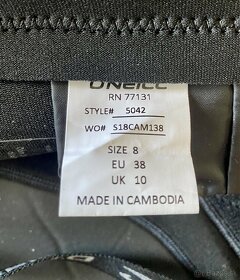 O'NEILL
RN 77131
STYLE# 5042
WO# S18CAM138
SIZE 8
EU 38
UK 10
MADE IN CAMBODIA